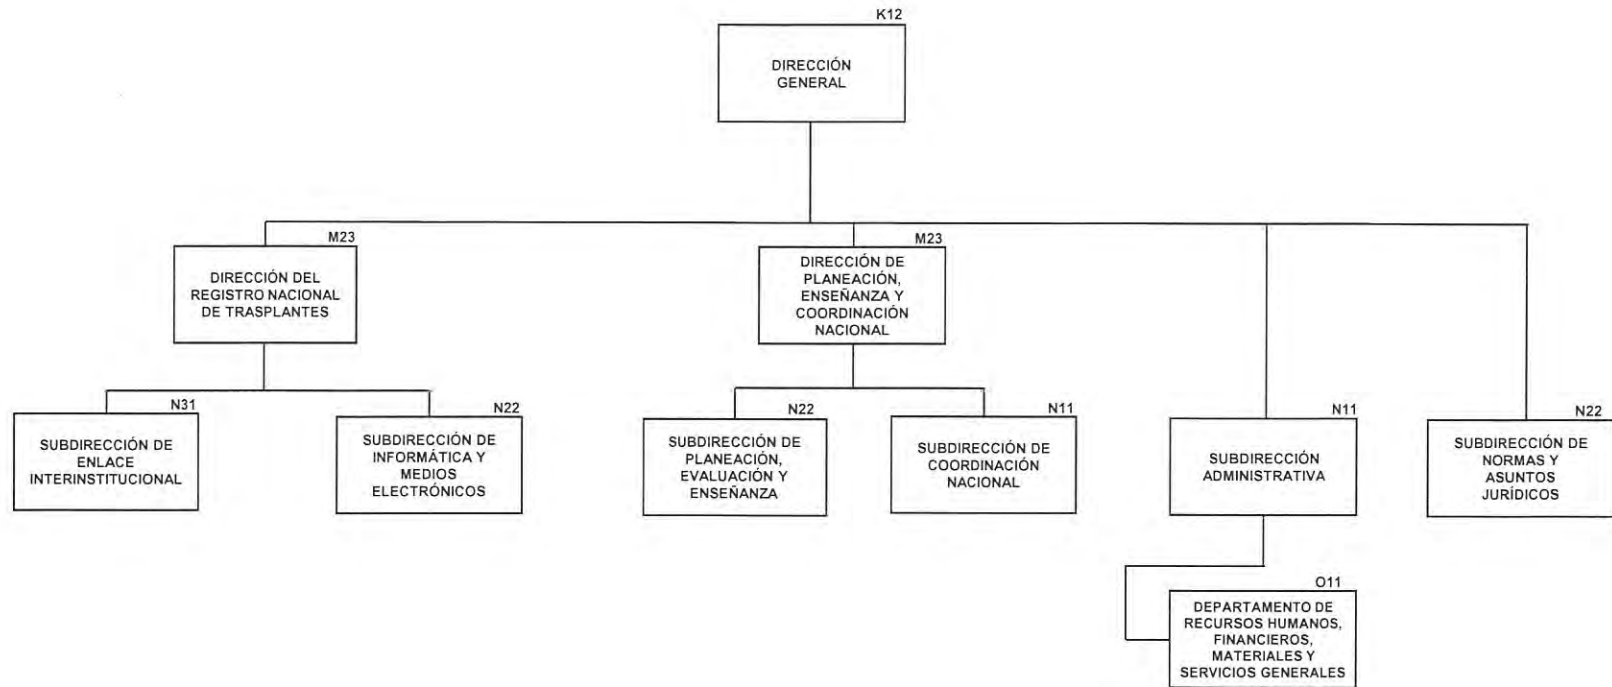 K12
DIRECCIÓN
GENERAL
M23
DIRECCIÓN DEL
REGISTRO NACIONAL
DE TRASPLANTES
M23
DIRECCIÓN DE
PLANEACIÓN,
ENSEÑANZA Y
COORDINACIÓN
NACIONAL
N31
SUBDIRECCIÓN DE
ENLACE
INTERINSTITUCIONAL
N22
SUBDIRECCIÓN DE
INFORMÁTICA Y
MEDIOS
ELECTRÓNICOS
N22
SUBDIRECCIÓN DE
PLANEACIÓN,
EVALUACIÓN Y
ENSEÑANZA
N11
SUBDIRECCIÓN DE
COORDINACIÓN
NACIONAL
N11
SUBDIRECCIÓN
ADMINISTRATIVA
N22
SUBDIRECCIÓN DE
NORMAS Y
ASUNTOS
JURÍDICOS
O11
DEPARTAMENTO DE
RECURSOS HUMANOS,
FINANCIEROS,
MATERIALES Y
SERVICIOS GENERALES